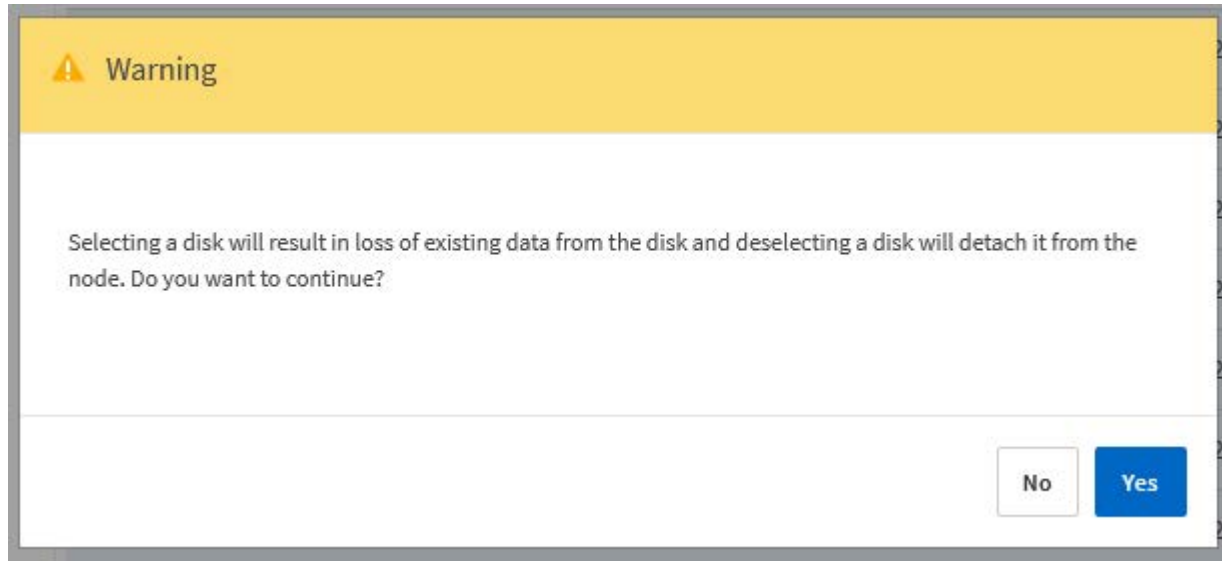 Warning
Selecting a disk will result in loss of existing data from the disk and deselecting a disk will detach it from the
node. Do you want to continue?
No
Yes